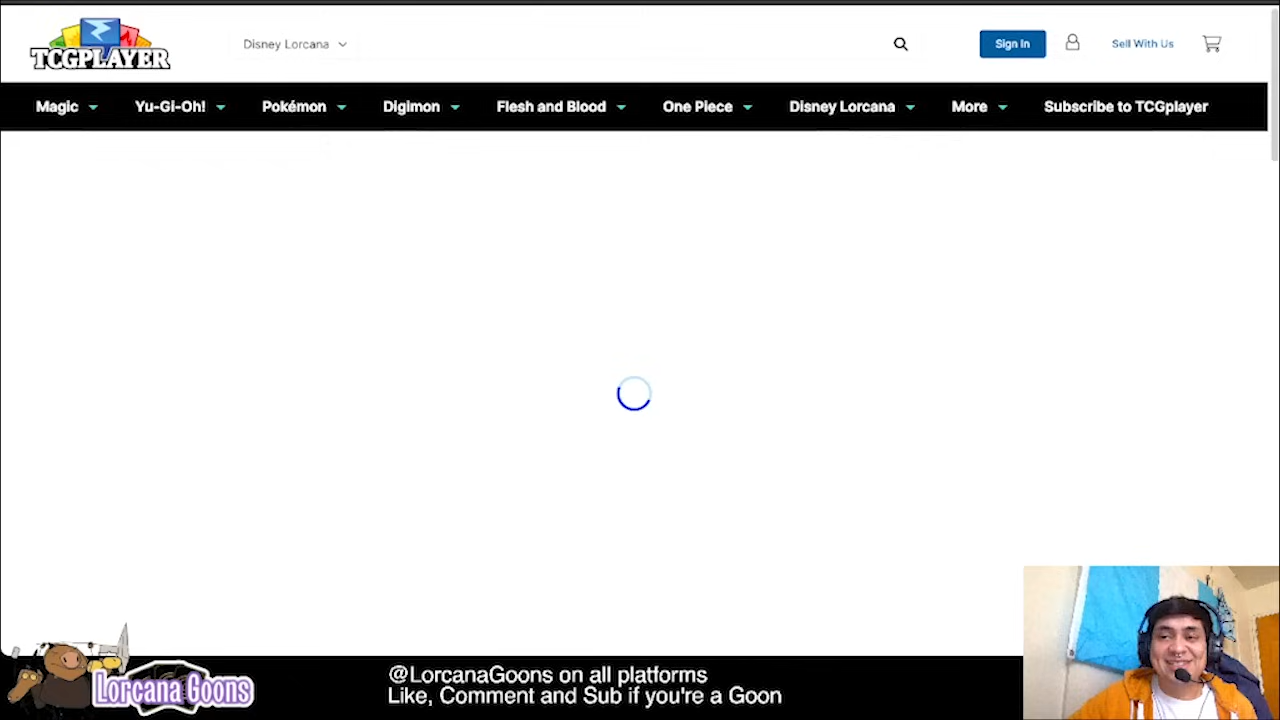 TCGPLAYER
Disney Lorcana
Sign In
Sell With Us
Magic Yu-Gi-Oh! Pokémon Digimon Flesh and Blood One Piece Disney Lorcana More Subscribe to TCGplayer
Lorcana Goons
@LorcanaGoons on all platforms
Like, Comment and Sub if you're a Goon